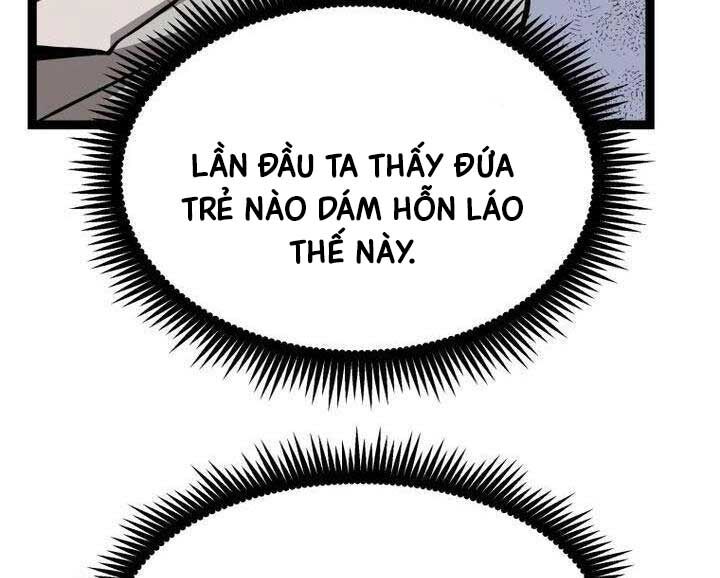 LẦN ĐẦU TA THẤY ĐỨA
TRẺ NÀO DÁM HỖN LÁO
THẾ NÀY.